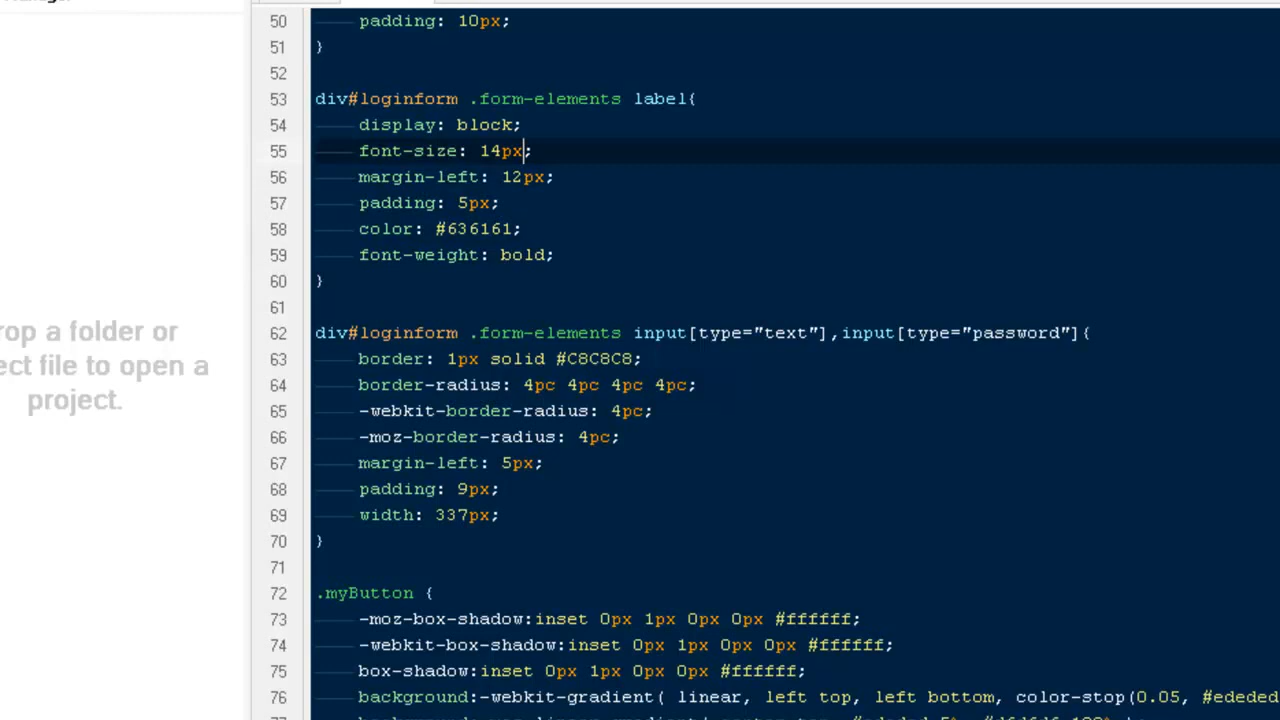 50 padding: 10px;
51 }
52
53 div#loginform .form-elements label{
54 display: block;
55 font-size: 14px;
56 margin-left: 12px;
57 padding: 5px;
58 color: #636161;
59 font-weight: bold;
60 }
61
62 div#loginform .form-elements input[type="text"],input[type="password"]{
63 border: 1px solid #C8C8C8;
64 border-radius: 4pc 4pc 4pc 4pc;
65 -webkit-border-radius: 4pc;
66 -moz-border-radius: 4pc;
67 margin-left: 5px;
68 padding: 9px;
69 width: 337px;
70 }
71
72 .myButton {
73 -moz-box-shadow:inset 0px 1px 0px 0px #ffffff;
74 -webkit-box-shadow:inset 0px 1px 0px 0px #ffffff;
75 box-shadow:inset 0px 1px 0px 0px #ffffff;
76 background:-webkit-gradient( linear, left top, left bottom, color-stop(0.05, #ededed
rop a folder or
ect file to open a
project.